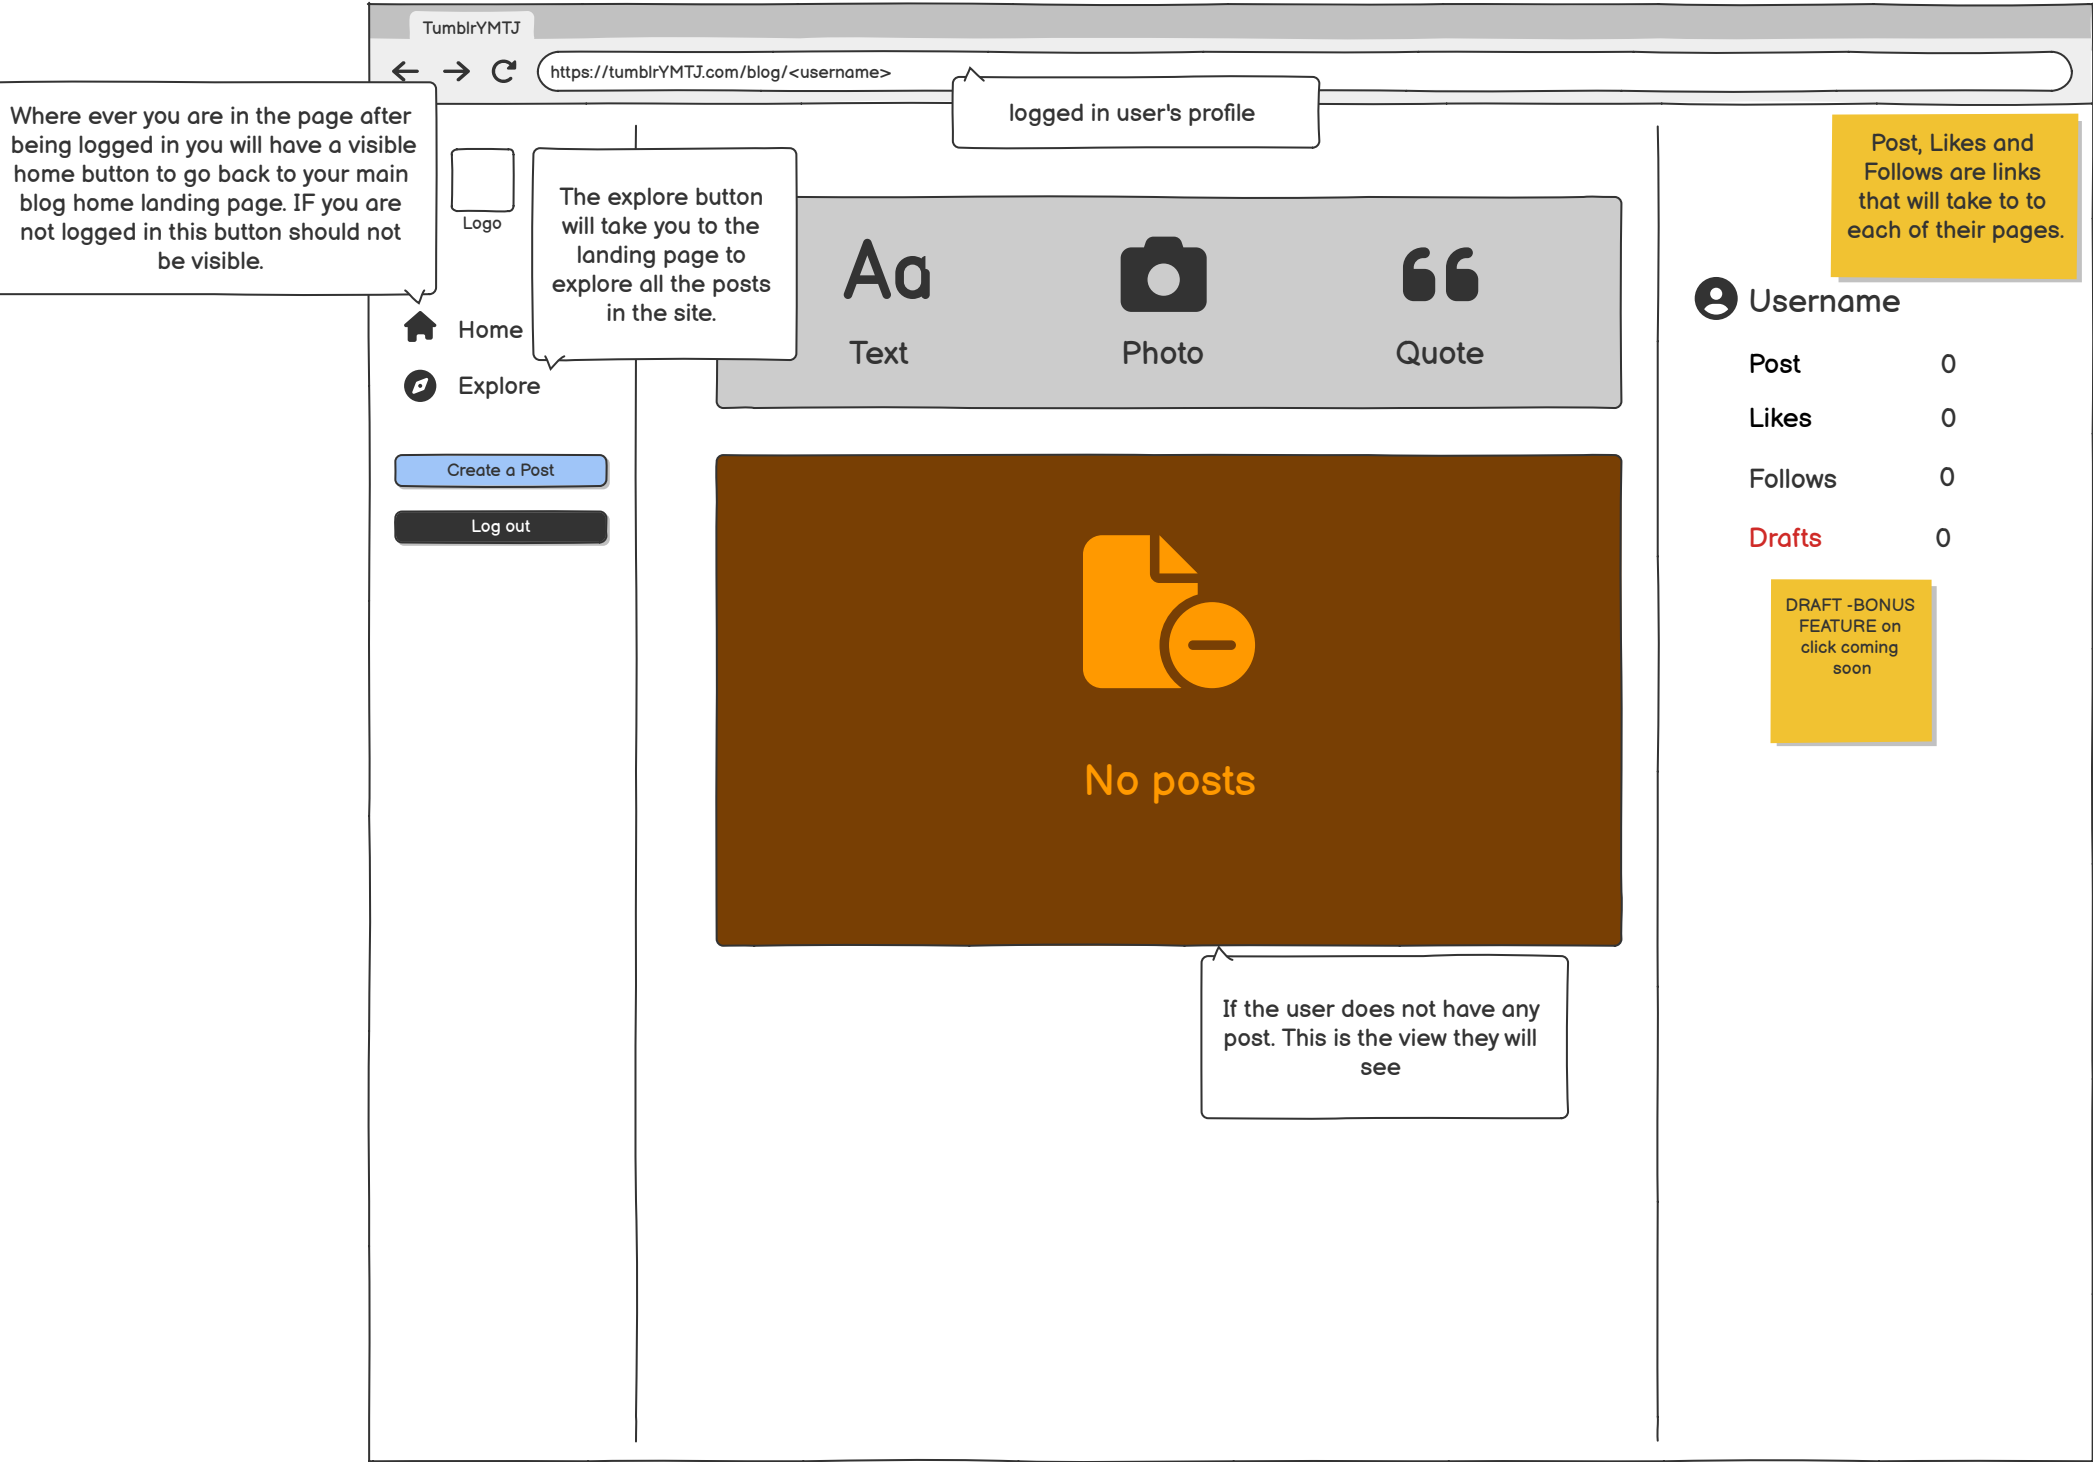 TumblrYMTJ
https://tumblrYMTJ.com/blog/<username>
logged in user's profile
Where ever you are in the page after
being logged in you will have a visible
home button to go back to your main
blog home landing page. IF you are
not logged in this button should not
be visible.
Logo
Home
Explore
Create a Post
Log out
The explore button
will take you to the
landing page to
explore all the posts
in the site.
Aa
Text
Photo
Quote
No posts
If the user does not have any
post. This is the view they will
see
Post, Likes and
Follows are links
that will take to to
each of their pages.
Username
Post 0
Likes 0
Follows 0
Drafts 0
DRAFT -BONUS
FEATURE on
click coming
soon